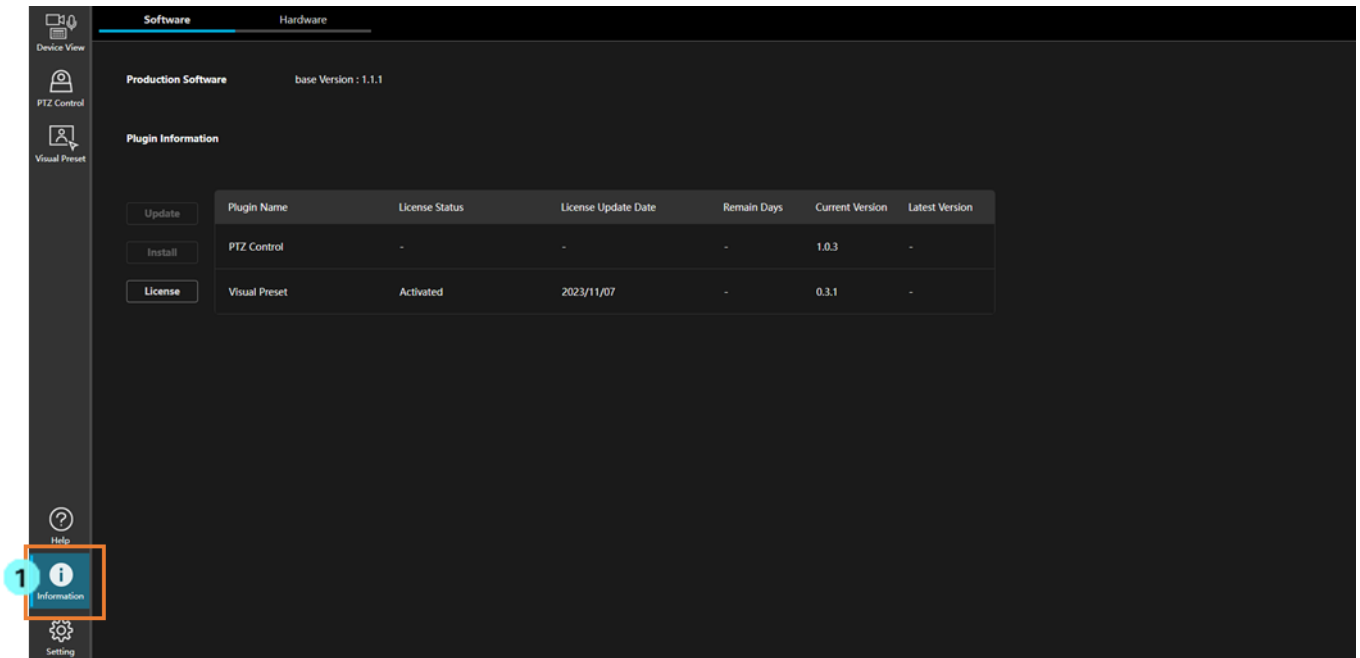 Software Hardware
Device View
Production Software base Version : 1.1.1
PTZ Control
Plugin Information
Visual Preset
Update
Install
License
Plugin Name License Status License Update Date Remain Days Current Version Latest Version
PTZ Control - - - 1.0.3 -
Visual Preset Activated 2023/11/07 - 0.3.1 -
Help
1
Information
Setting